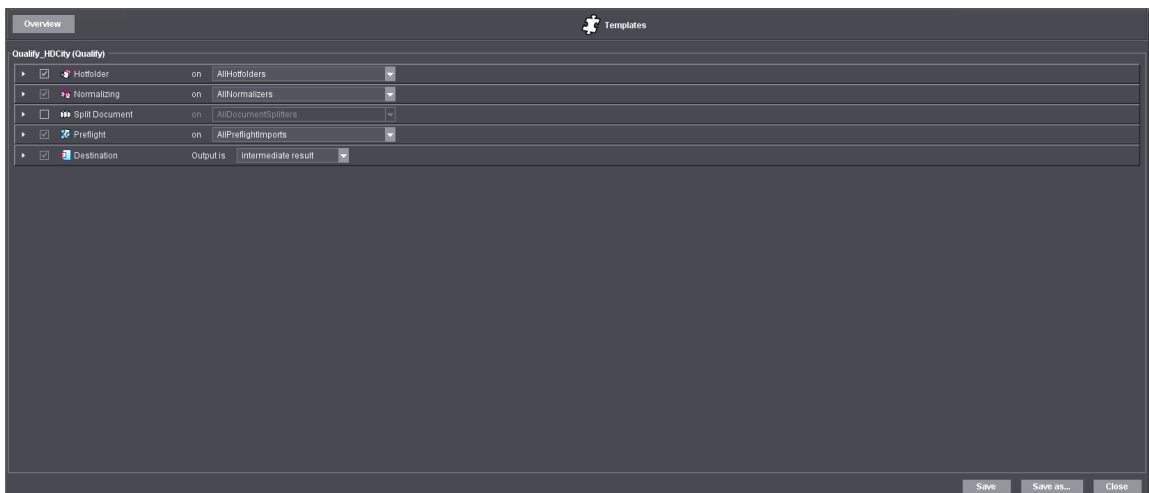 Overview
Templates
Qualify_HDCity (Qualify)
Hotfolder on AllHotfolders
Normalizing on AllNormalizers
Split Document on AllDocumentSplitters
Preflight on AllPreflightImports
Destination Output is intermediate result
Save Save as... Close